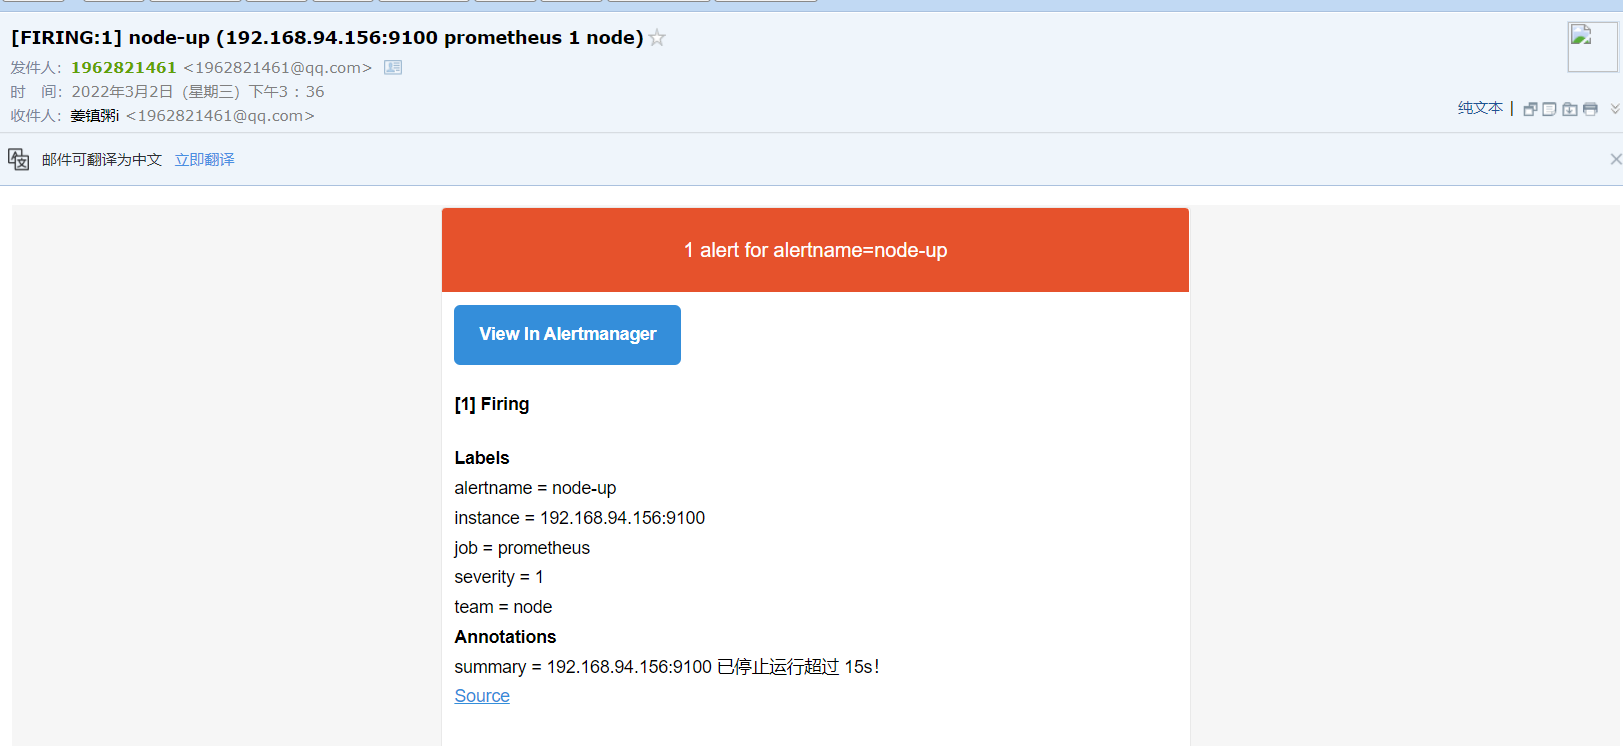 [FIRING:1] node-up (192.168.94.156:9100 prometheus 1 node)
发件人：1962821461 <1962821461@qq.com>
时　间：2022年3月2日（星期三）下午3：36
收件人：姜镇粥i <1962821461@qq.com>
纯文本 |
邮件可翻译为中文 立即翻译
1 alert for alertname=node-up
View In Alertmanager
[1] Firing
Labels
alertname = node-up
instance = 192.168.94.156:9100
job = prometheus
severity = 1
team = node
Annotations
summary = 192.168.94.156:9100 已停止运行超过 15s！
Source